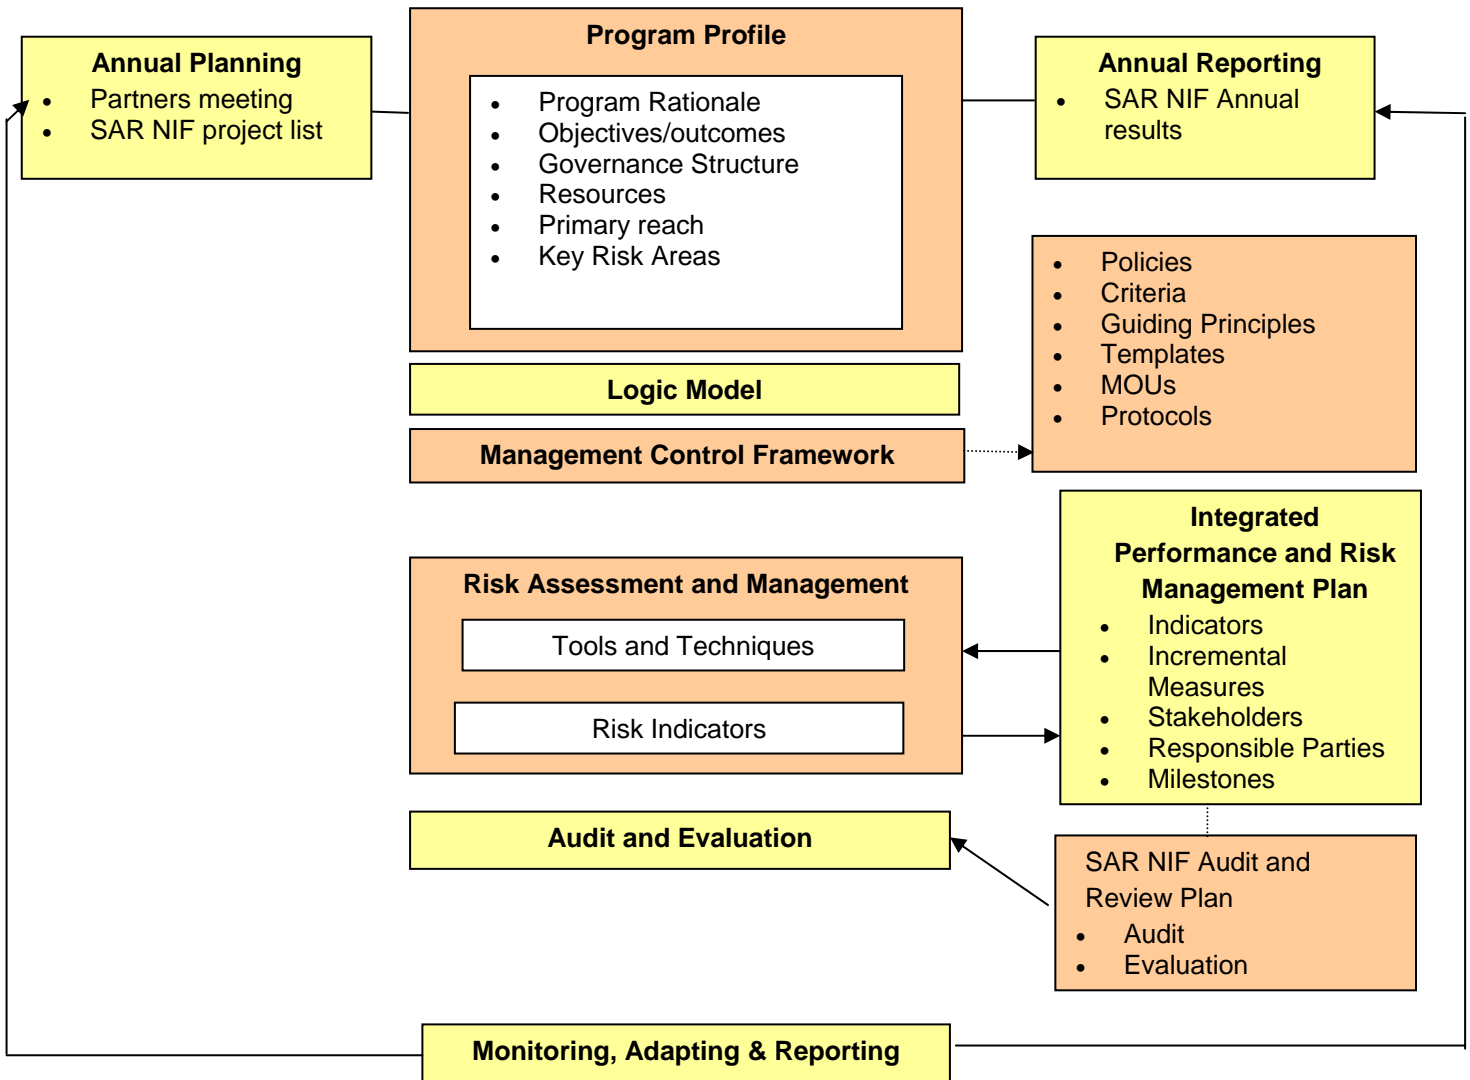 Program Profile
Annual Planning
• Partners meeting
• SAR NIF project list
• Program Rationale
• Objectives/outcomes
• Governance Structure
• Resources
• Primary reach
• Key Risk Areas
Annual Reporting
• SAR NIF Annual
results
• Policies
• Criteria
• Guiding Principles
• Templates
• MOUs
• Protocols
Logic Model
Management Control Framework
Integrated
Performance and Risk
Management Plan
• Indicators
• Incremental
Measures
• Stakeholders
• Responsible Parties
• Milestones
Risk Assessment and Management
Tools and Techniques
Risk Indicators
Audit and Evaluation
SAR NIF Audit and
Review Plan
• Audit
• Evaluation
Monitoring, Adapting & Reporting